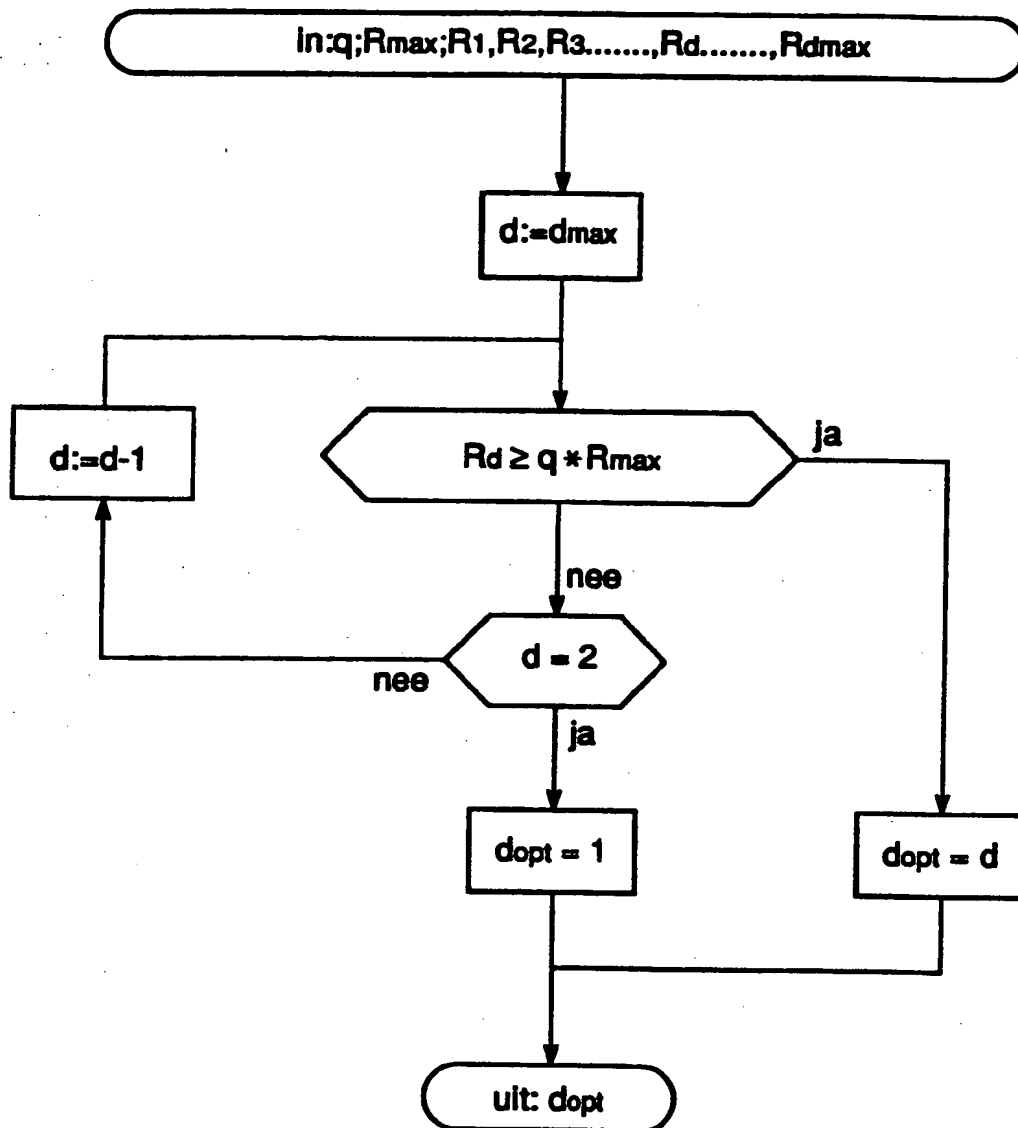 in:q;Rmax;R1,R2,R3.......,Rd.......,Rdmax
d:=dmax
d:=d-1
Rd ≥ q * Rmax
ja
nee
d = 2
nee
ja
dopt = 1
dopt = d
uit: dopt